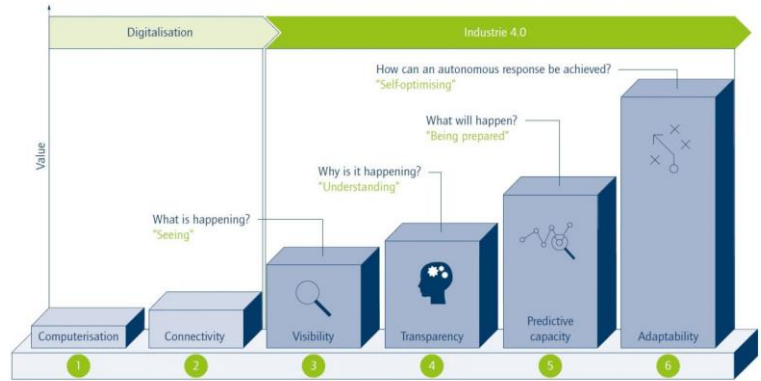 Digitalisation
Industrie 4.0
Value
How can an autonomous response be achieved?
"Self-optimising"
What will happen?
"Being prepared"
Why is it happening?
"Understanding"
What is happening?
"Seeing"
Computerisation
Connectivity
Visibility
Transparency
Predictive
capacity
Adaptability
1
2
3
4
5
6